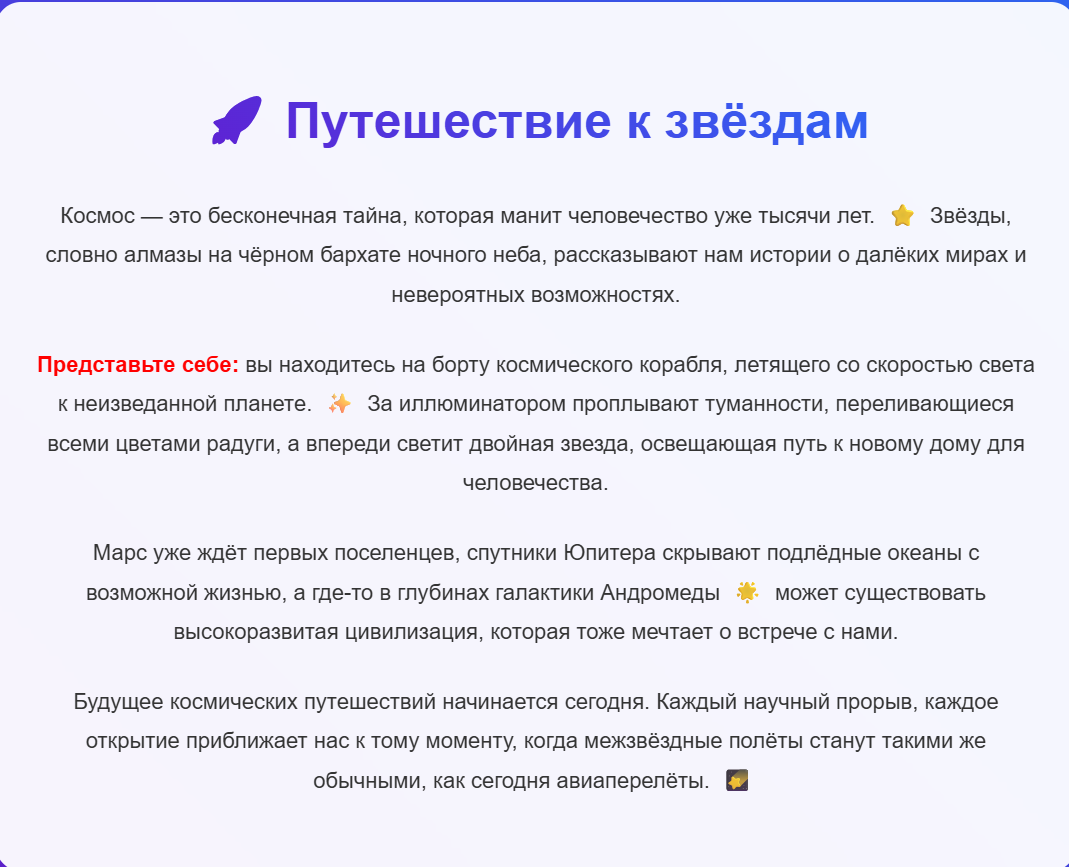 🚀 Путешествие к звёздам
Космос — это бесконечная тайна, которая манит человечество уже тысячи лет. ⭐ Звёзды,
словно алмазы на чёрном бархате ночного неба, рассказывают нам истории о далёких мирах и
невероятных возможностях.
Представьте себе: вы находитесь на борту космического корабля, летящего со скоростью света
к неизведанной планете. ✨ За иллюминатором проплывают туманности, переливающиеся
всеми цветами радуги, а впереди светит двойная звезда, освещающая путь к новому дому для
человечества.
Марс уже ждёт первых поселенцев, спутники Юпитера скрывают подлёдные океаны с
возможной жизнью, а где-то в глубинах галактики Андромеды 🌟 может существовать
высокоразвитая цивилизация, которая тоже мечтает о встрече с нами.
Будущее космических путешествий начинается сегодня. Каждый научный прорыв, каждое
открытие приближает нас к тому моменту, когда межзвёздные полёты станут такими же
обычными, как сегодня авиаперелёты. 🌠